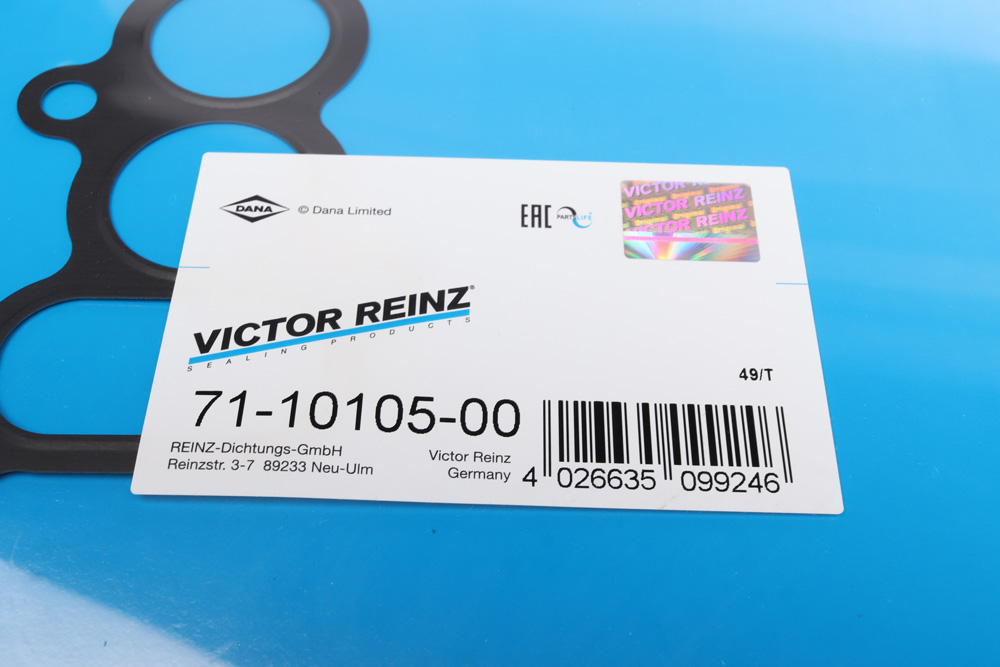 DANA
© Dana Limited
EAC
PARTSLIFE
VICTOR REINZ
VICTOR REINZ
VICTOR REINZ
VICTOR REINZ®
SEALING PRODUCTS
49/T
71-10105-00
REINZ-Dichtungs-GmbH
Reinzstr. 3-7 89233 Neu-Ulm
Victor Reinz
Germany
4 026635 099246